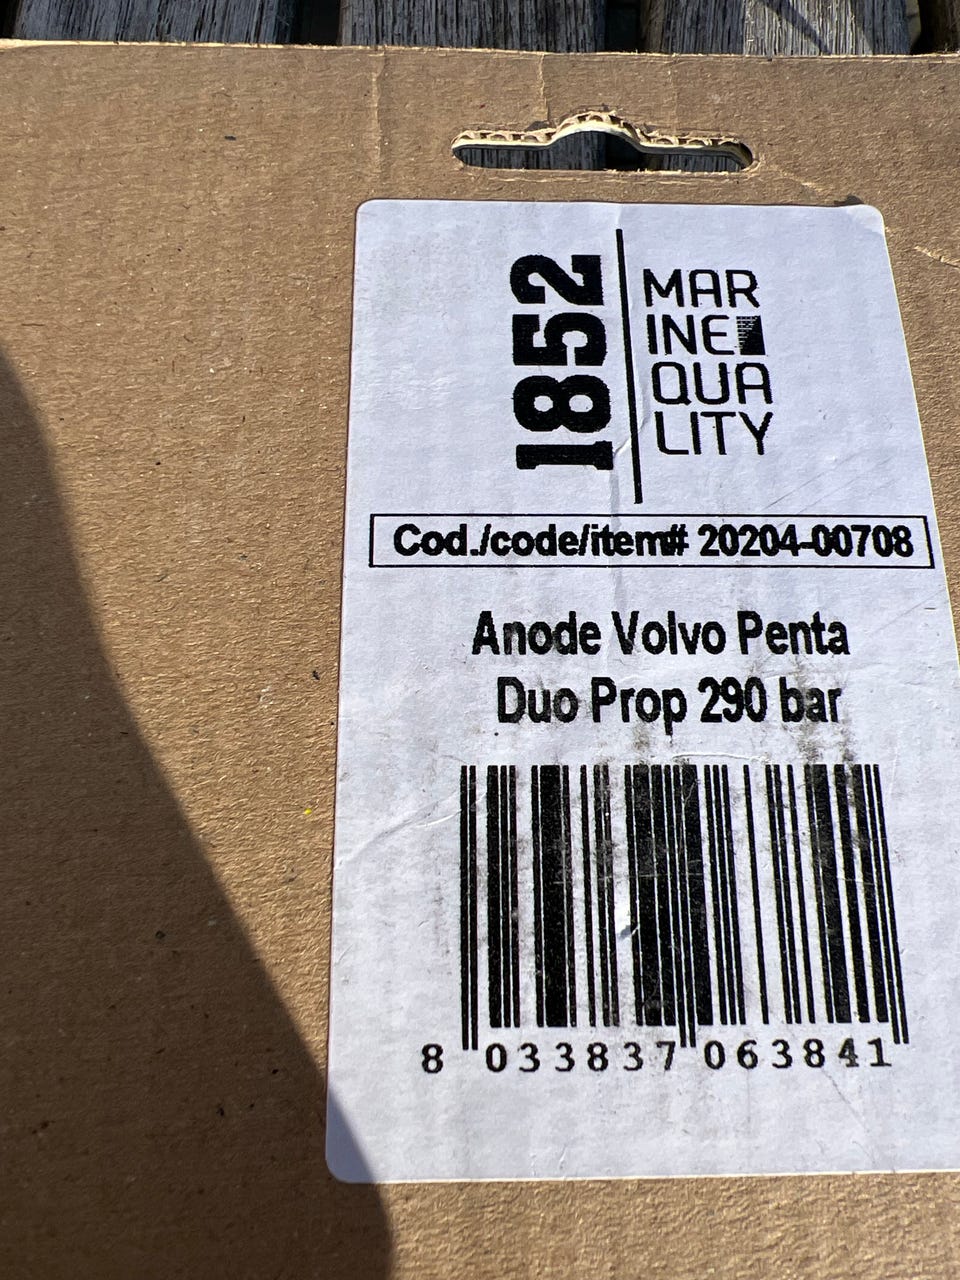 1852
MAR
INE
QUA
LITY
Cod./code/item# 20204-00708
Anode Volvo Penta
Duo Prop 290 bar
8 033837 063841